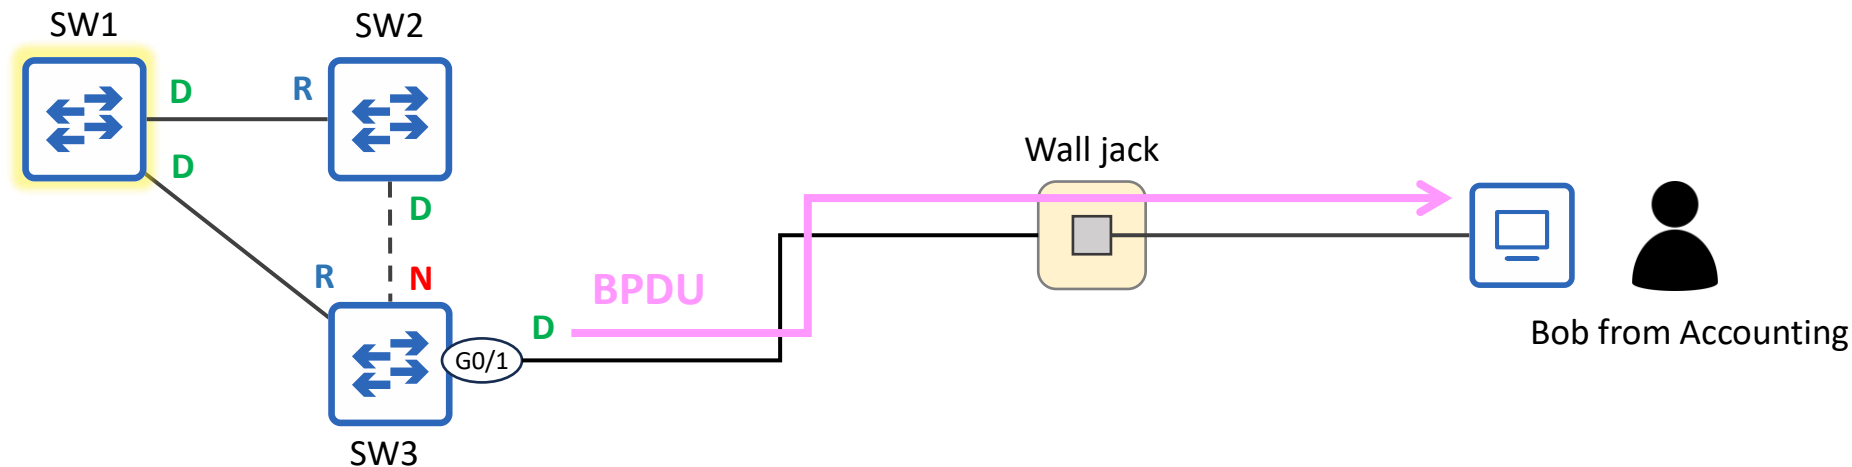 SW1
SW2
D
R
D
D
Wall jack
R
N
BPDU
D
G0/1
Bob from Accounting
SW3